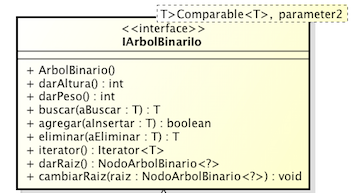 T>Comparable<T>, parameter2
<<interface>>
IArbolBinarilo
+ ArbolBinario()
+ darAltura() : int
+ darPeso() : int
+ buscar(aBuscar : T) : T
+ agregar(aInsertar : T) : boolean
+ eliminar(aEliminar : T) : T
+ iterator() : Iterator<T>
+ darRaiz() : NodoArbolBinario<?>
+ cambiarRaiz(raiz : NodoArbolBinario<?>) : void